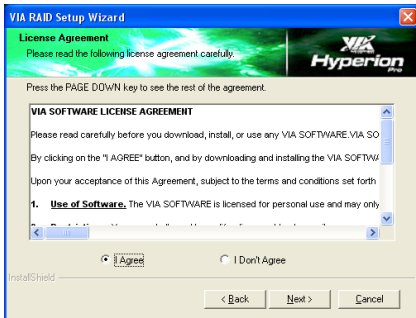 VIA RAID Setup Wizard
License Agreement
Please read the following license agreement carefully.
VIA
Hyperion
Pro
Press the PAGE DOWN key to see the rest of the agreement.
VIA SOFTWARE LICENSE AGREEMENT
Please read carefully before you download, install, or use any VIA SOFTWARE.VIA SO
By clicking on the "I AGREE" button, and by downloading and installing the VIA SOFTWA
Upon your acceptance of this Agreement, subject to the terms and conditions set forth
1. Use of Software. The VIA SOFTWARE is licensed for personal use and may only
I Agree
I Don't Agree
InstallShield
< Back
Next >
Cancel